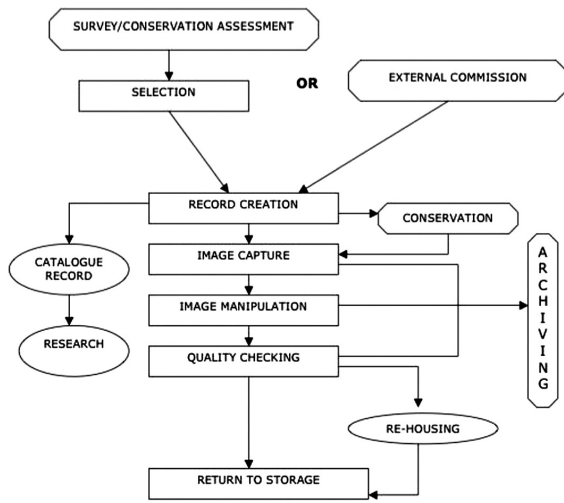 SURVEY/CONSERVATION ASSESSMENT
SELECTION
OR
EXTERNAL COMMISSION
RECORD CREATION
CONSERVATION
CATALOGUE
RECORD
IMAGE CAPTURE
IMAGE MANIPULATION
RESEARCH
QUALITY CHECKING
ARCHIVING
RE-HOUSING
RETURN TO STORAGE